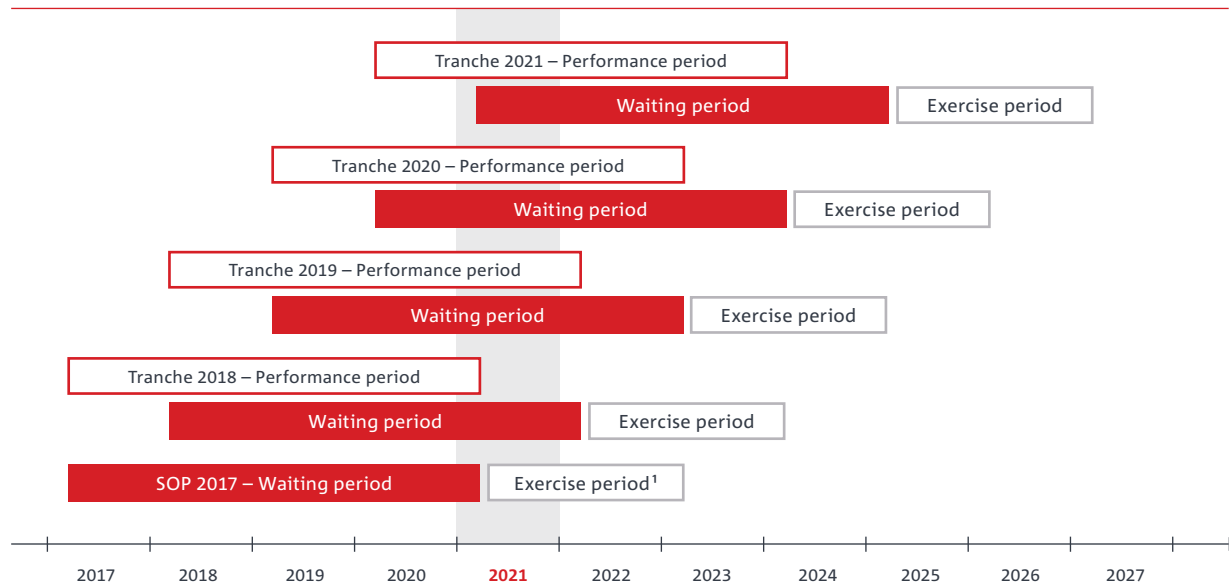 Tranche 2021 – Performance period
Waiting period
Exercise period
Tranche 2020 – Performance period
Waiting period
Exercise period
Tranche 2019 – Performance period
Waiting period
Exercise period
Tranche 2018 – Performance period
Waiting period
Exercise period
SOP 2017 – Waiting period
Exercise period¹
2017 2018 2019 2020 2021 2022 2023 2024 2025 2026 2027